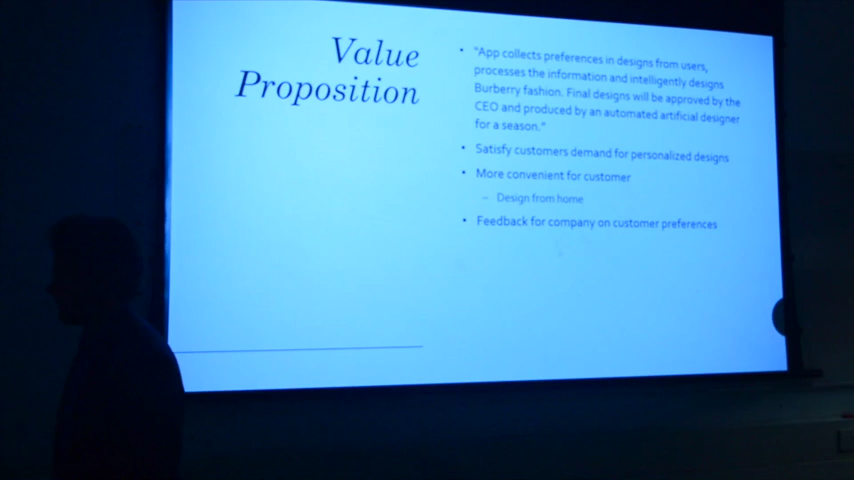 Value
Proposition
• "App collects preferences in designs from users,
processes the information and intelligently designs
Burberry fashion. Final designs will be approved by the
CEO and produced by an automated artificial designer
for a season."
• Satisfy customers demand for personalized designs
• More convenient for customer
– Design from home
• Feedback for company on customer preferences